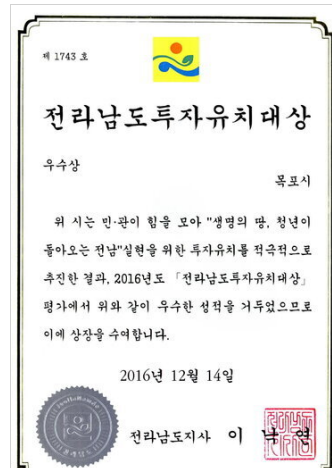 제 1743 호
전라남도투자유치대상
우수상
목포시
위 시는 민·관이 힘을 모아 "생명의 땅, 청년이
돌아오는 전남"실현을 위한 투자유치를 적극적으로
추진한 결과, 2016년도 「전라남도투자유치대상」
평가에서 위와 같이 우수한 성적을 거두었으므로
이에 상장을 수여합니다.
2016년 12월 14일
전라남도지사 이 낙 연